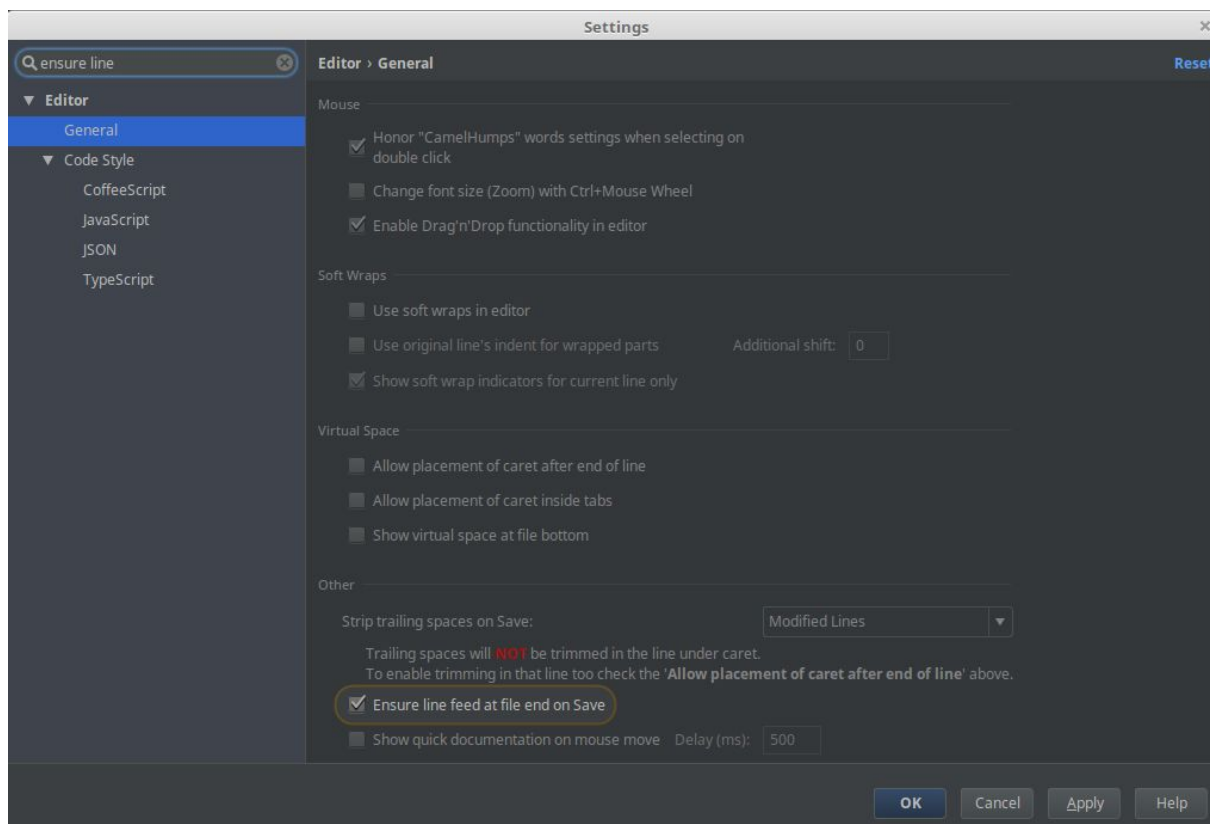 Settings
ensure line
Editor › General
Reset
Editor
General
Code Style
CoffeeScript
JavaScript
JSON
TypeScript
Mouse
Honor "CamelHumps" words settings when selecting on
double click
Change font size (Zoom) with Ctrl+Mouse Wheel
Enable Drag'n'Drop functionality in editor
Soft Wraps
Use soft wraps in editor
Use original line's indent for wrapped parts Additional shift: 0
Show soft wrap indicators for current line only
Virtual Space
Allow placement of caret after end of line
Allow placement of caret inside tabs
Show virtual space at file bottom
Other
Strip trailing spaces on Save: Modified Lines
Trailing spaces will NOT be trimmed in the line under caret.
To enable trimming in that line too check the 'Allow placement of caret after end of line' above.
Ensure line feed at file end on Save
Show quick documentation on mouse move Delay (ms): 500
OK Cancel Apply Help